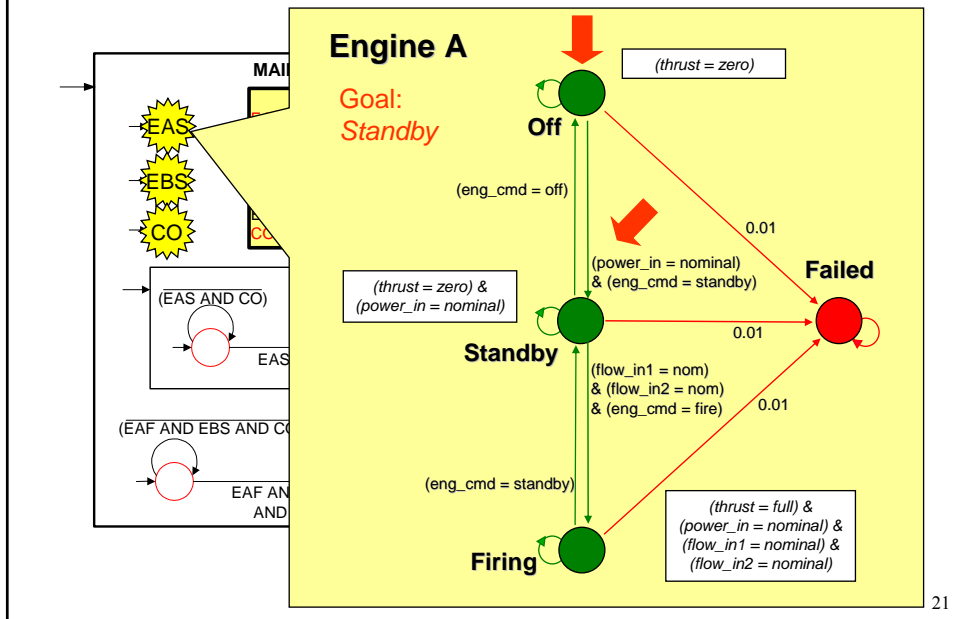 Engine A
Goal:
Standby
(thrust = zero)
Off
(eng_cmd = off)
0.01
(power_in = nominal)
& (eng_cmd = standby)
Failed
(thrust = zero) &
(power_in = nominal)
Standby
0.01
(flow_in1 = nom)
& (flow_in2 = nom)
& (eng_cmd = fire)
0.01
(eng_cmd = standby)
Firing
(thrust = full) &
(power_in = nominal) &
(flow_in1 = nominal) &
(flow_in2 = nominal)
MAI
EAS
EBS
CO
CO
(EAS AND CO)
EAS
(EAF AND EBS AND CO
EAF AN
AND
21